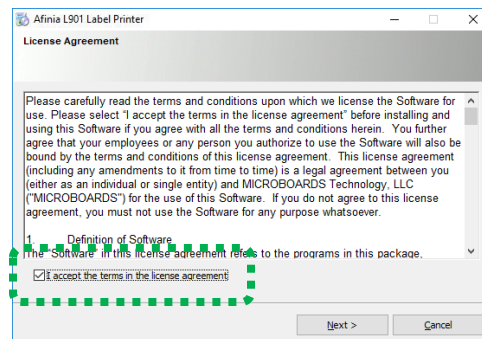 Afinia L901 Label Printer
License Agreement
Please carefully read the terms and conditions upon which we license the Software for
use. Please select "I accept the terms in the license agreement" before installing and
using this Software if you agree with all the terms and conditions herein. You further
agree that your employees or any person you authorize to use the Software will also be
bound by the terms and conditions of this license agreement. This license agreement
(including any amendments to it from time to time) is a legal agreement between you
(either as an individual or single entity) and MICROBOARDS Technology, LLC
("MICROBOARDS") for the use of this Software. If you do not agree to this license
agreement, you must not use the Software for any purpose whatsoever.
1. Definition of Software
The "Software" in this license agreement refers to the programs in this package.
I accept the terms in the license agreement
Next >
Cancel